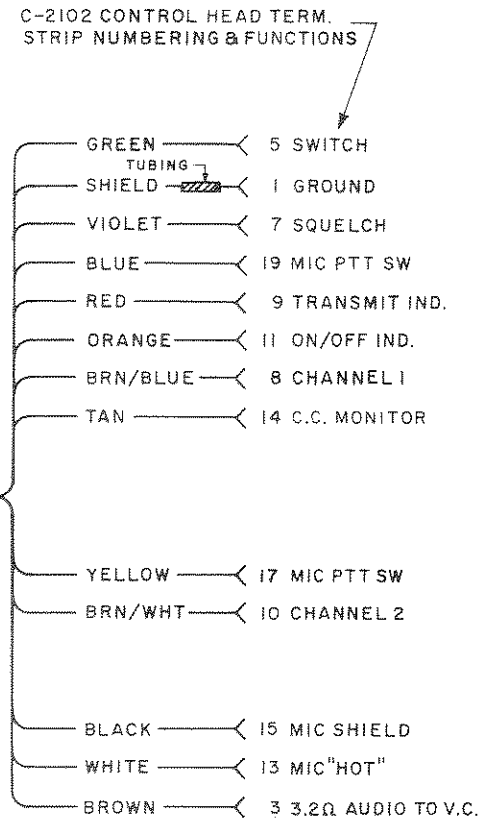 C-2102 CONTROL HEAD TERM.
STRIP NUMBERING & FUNCTIONS
GREEN 5 SWITCH
TUBING
SHIELD 1 GROUND
VIOLET 7 SQUELCH
BLUE 19 MIC PTT SW
RED 9 TRANSMIT IND.
ORANGE 11 ON/OFF IND.
BRN/BLUE 8 CHANNEL 1
TAN 14 C.C. MONITOR
YELLOW 17 MIC PTT SW
BRN/WHT 10 CHANNEL 2
BLACK 15 MIC SHIELD
WHITE 13 MIC"HOT"
BROWN 3 3.2Ω AUDIO TO V.C.